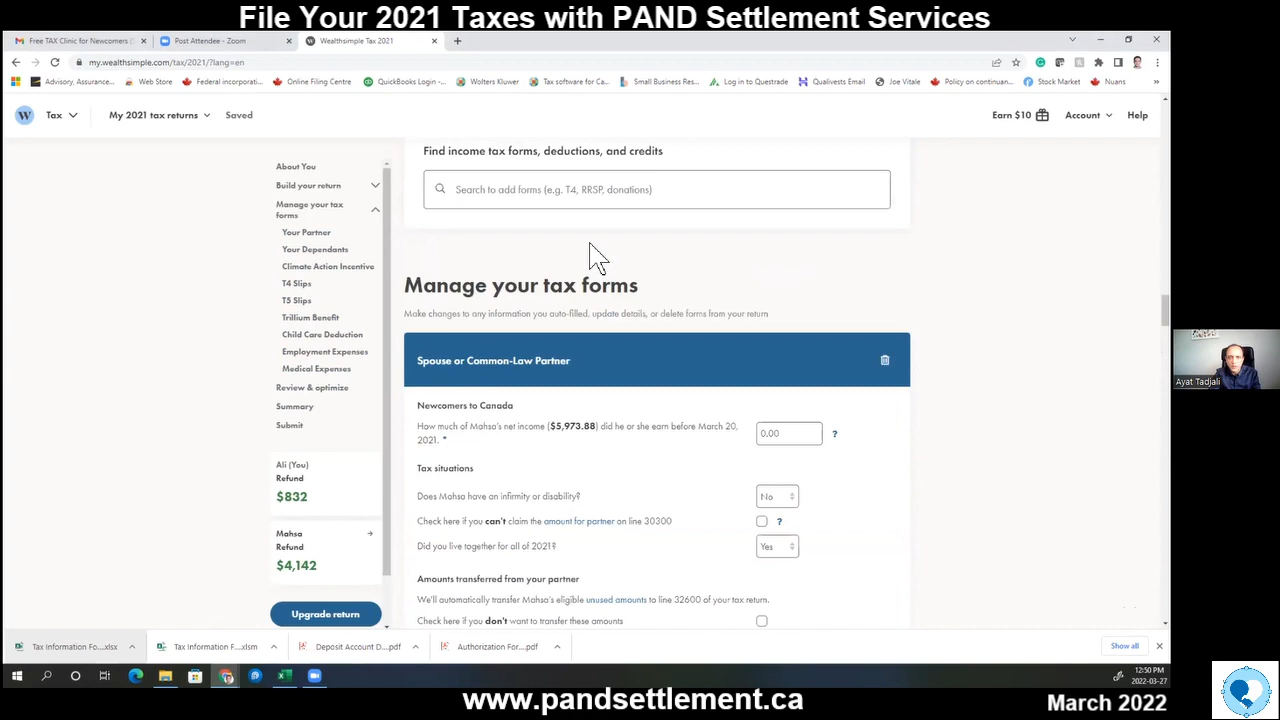 File Your 2021 Taxes with PAND Settlement Services
Free TAX Clinic for Newcomers (
Post Attendee - Zoom
Wealthsimple Tax 2021
my.wealthsimple.com/tax/2021/?lang=en
Advisory, Assurance...
Web Store
Federal incorporati...
Online Filing Centre
QuickBooks Login -...
Wolters Kluwer
Tax software for Ca...
Small Business Res...
Log in to Questrade
Qualivests Email
Joe Vitale
Policy on continuan...
Stock Market
Nuans
W
Tax
My 2021 tax returns
Saved
Earn $10
Account
Help
About You
Build your return
Manage your tax
forms
Your Partner
Your Dependants
Climate Action Incentive
T4 Slips
T5 Slips
Trillium Benefit
Child Care Deduction
Employment Expenses
Medical Expenses
Review & optimize
Summary
Submit
Ali (You)
Refund
$832
Mahsa
Refund
$4,142
Upgrade return
Find income tax forms, deductions, and credits
Search to add forms (e.g. T4, RRSP, donations)
Manage your tax forms
Make changes to any information you auto-filled, update details, or delete forms from your return
Spouse or Common-Law Partner
Newcomers to Canada
How much of Mahsa's net income ($5,973.88) did he or she earn before March 20,
2021. *
0.00
?
Tax situations
Does Mahsa have an infirmity or disability?
No
Check here if you can't claim the amount for partner on line 30300
?
Did you live together for all of 2021?
Yes
Amounts transferred from your partner
We'll automatically transfer Mahsa's eligible unused amounts to line 32600 of your tax return.
Check here if you don't want to transfer these amounts
Ayat Tadjali
Tax Information Fo....xlsx
Tax Information F....xlsm
Deposit Account D....pdf
Authorization For....pdf
Show all
12:50 PM
2022-03-27
www.pandsettlement.ca
March 2022